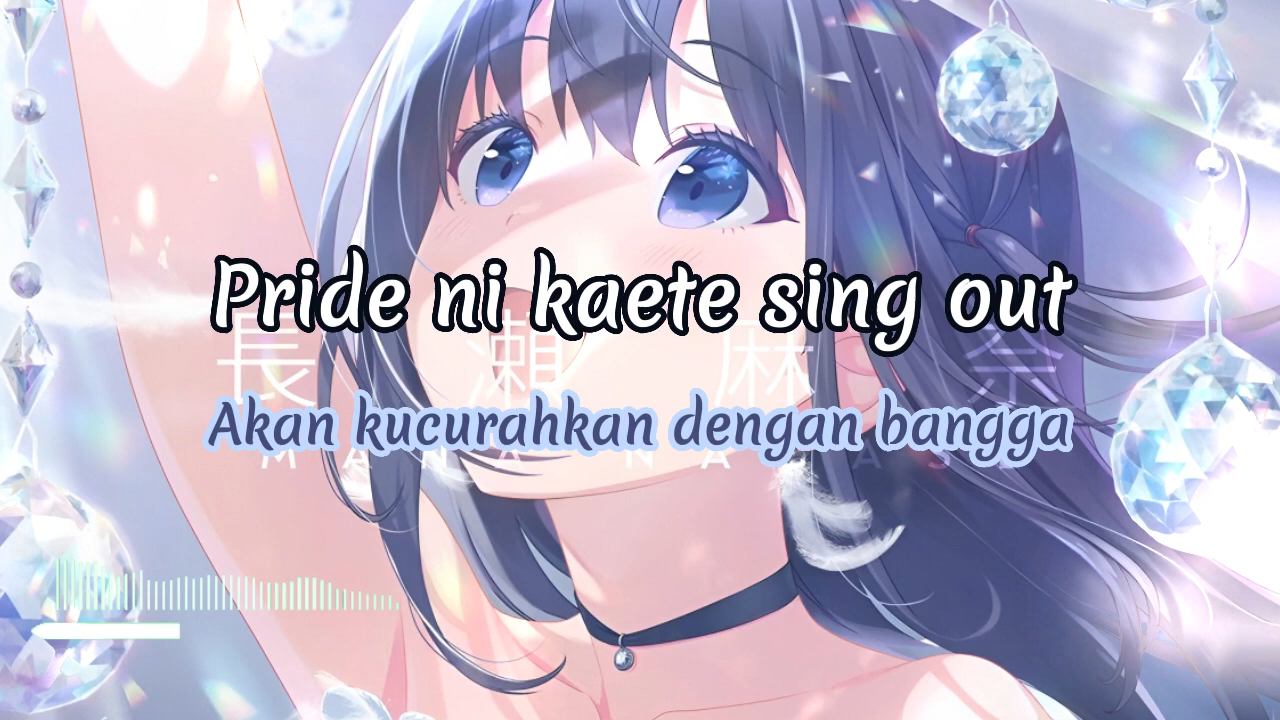 Pride ni kaete sing out
長瀬麻奈
Akan kucurahkan dengan bangga